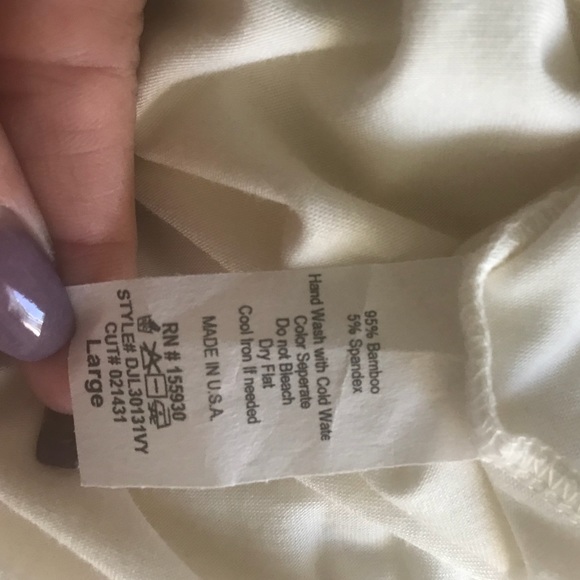 95% Bamboo
5% Spandex
Hand Wash with Cold Wate
Color Seperate
Do not Bleach
Dry Flat
Cool Iron If needed
MADE IN U.S.A.
RN # 155930
STYLE# DJL30131VY
CUT# 021431
Large